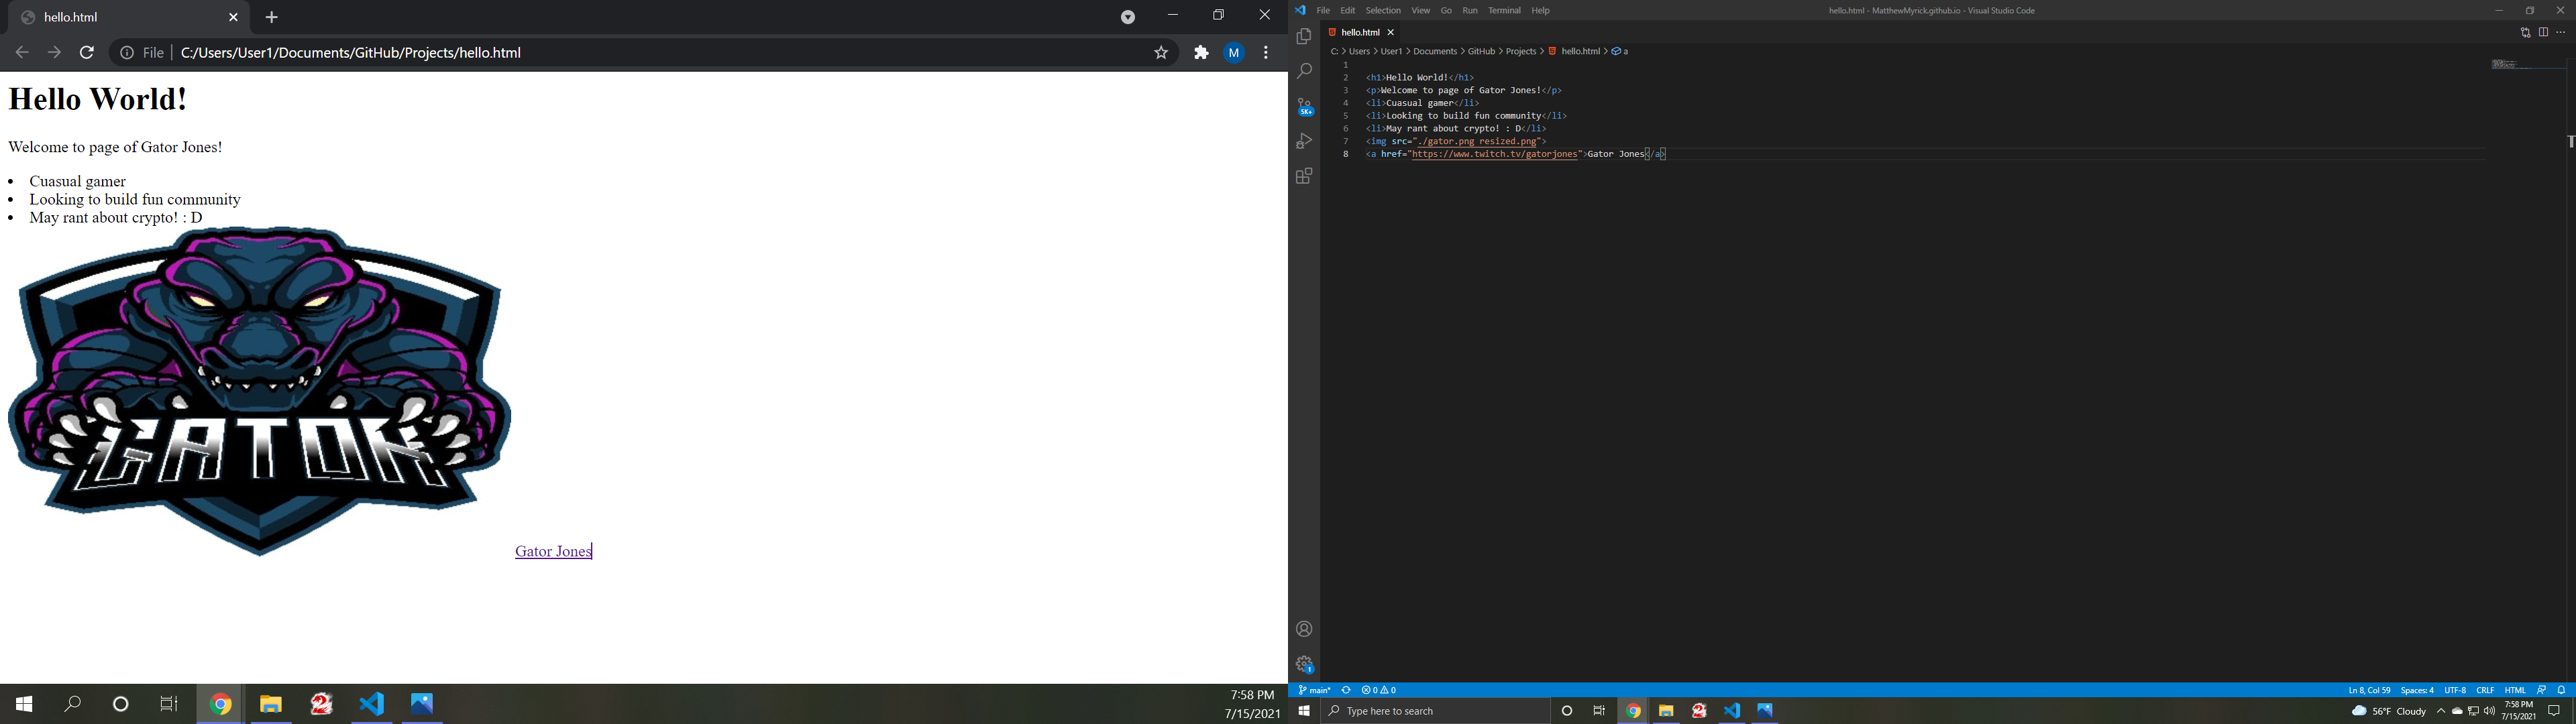 hello.html
File C:/Users/User1/Documents/GitHub/Projects/hello.html
M
Hello World!
Welcome to page of Gator Jones!
Cuasual gamer
Looking to build fun community
May rant about crypto! : D
GATOR
Gator Jones
7:58 PM
7/15/2021
File Edit Selection View Go Run Terminal Help
hello.html - MatthewMyrick.github.io - Visual Studio Code
hello.html
C: > Users > User1 > Documents > GitHub > Projects > hello.html > a
1
2 <h1>Hello World!</h1>
3 <p>Welcome to page of Gator Jones!</p>
4 <li>Cuasual gamer</li>
5 <li>Looking to build fun community</li>
6 <li>May rant about crypto! : D</li>
7 <img src="./gator.png resized.png">
8 <a href="https://www.twitch.tv/gatorjones">Gator Jones</a>
5K+
1
main* 0 0
Ln 8, Col 59 Spaces: 4 UTF-8 CRLF HTML
Type here to search
56°F Cloudy
7:58 PM
7/15/2021